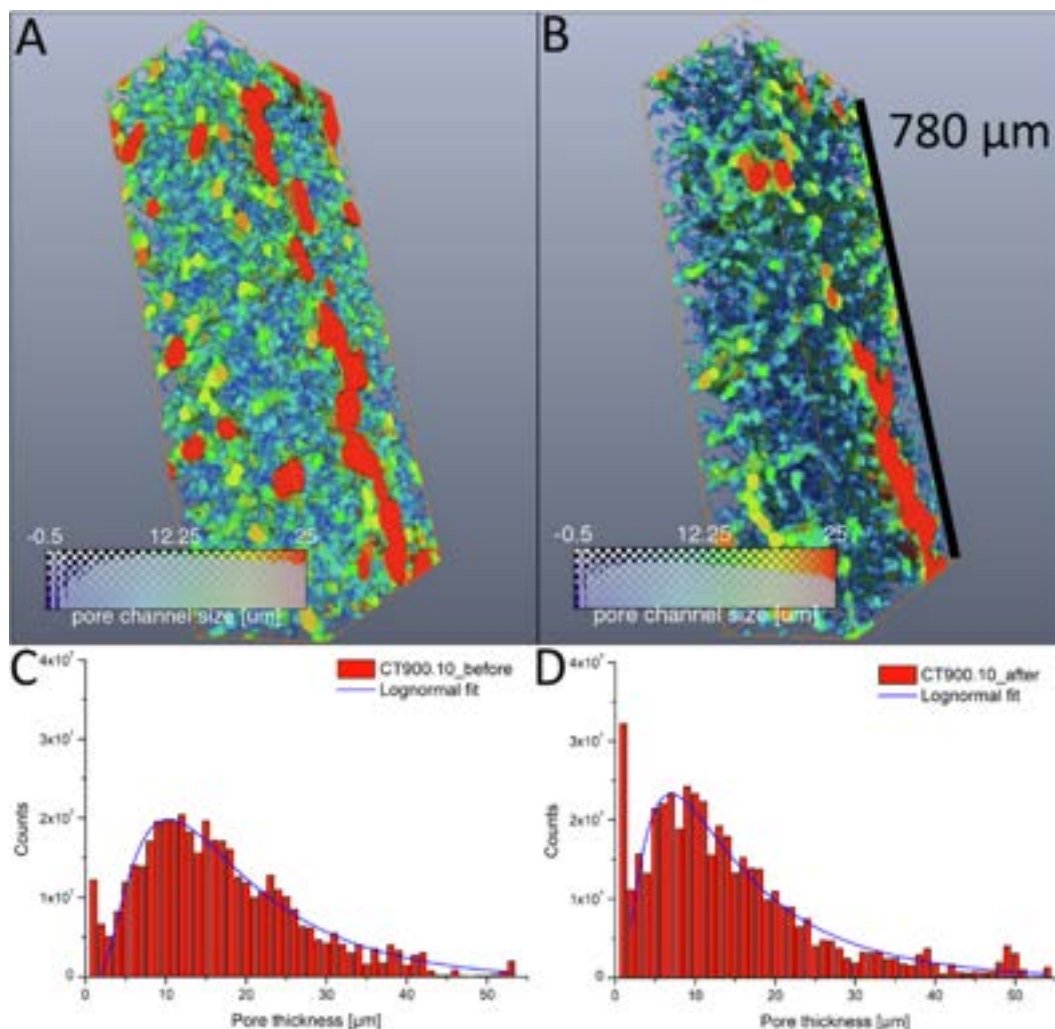 A
B
780 µm
-0.5 12.25 25
pore channel size [um]
-0.5 12.25 25
pore channel size [um]
C
CT900.10_before
Lognormal fit
4x10⁷
3x10⁷
2x10⁷
1x10⁷
0
Counts
0 10 20 30 40 50
Pore thickness [µm]
D
CT900.10_after
Lognormal fit
4x10⁷
3x10⁷
2x10⁷
1x10⁷
0
Counts
0 10 20 30 40 50
Pore thickness [µm]